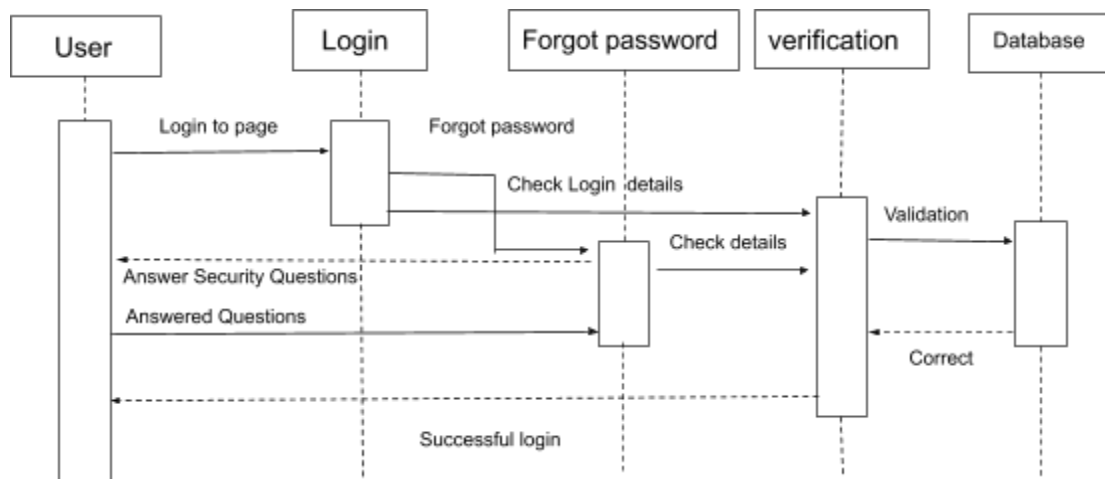 User
Login
Forgot password
verification
Database
Login to page
Forgot password
Check Login details
Validation
Check details
Answer Security Questions
Answered Questions
Correct
Successful login